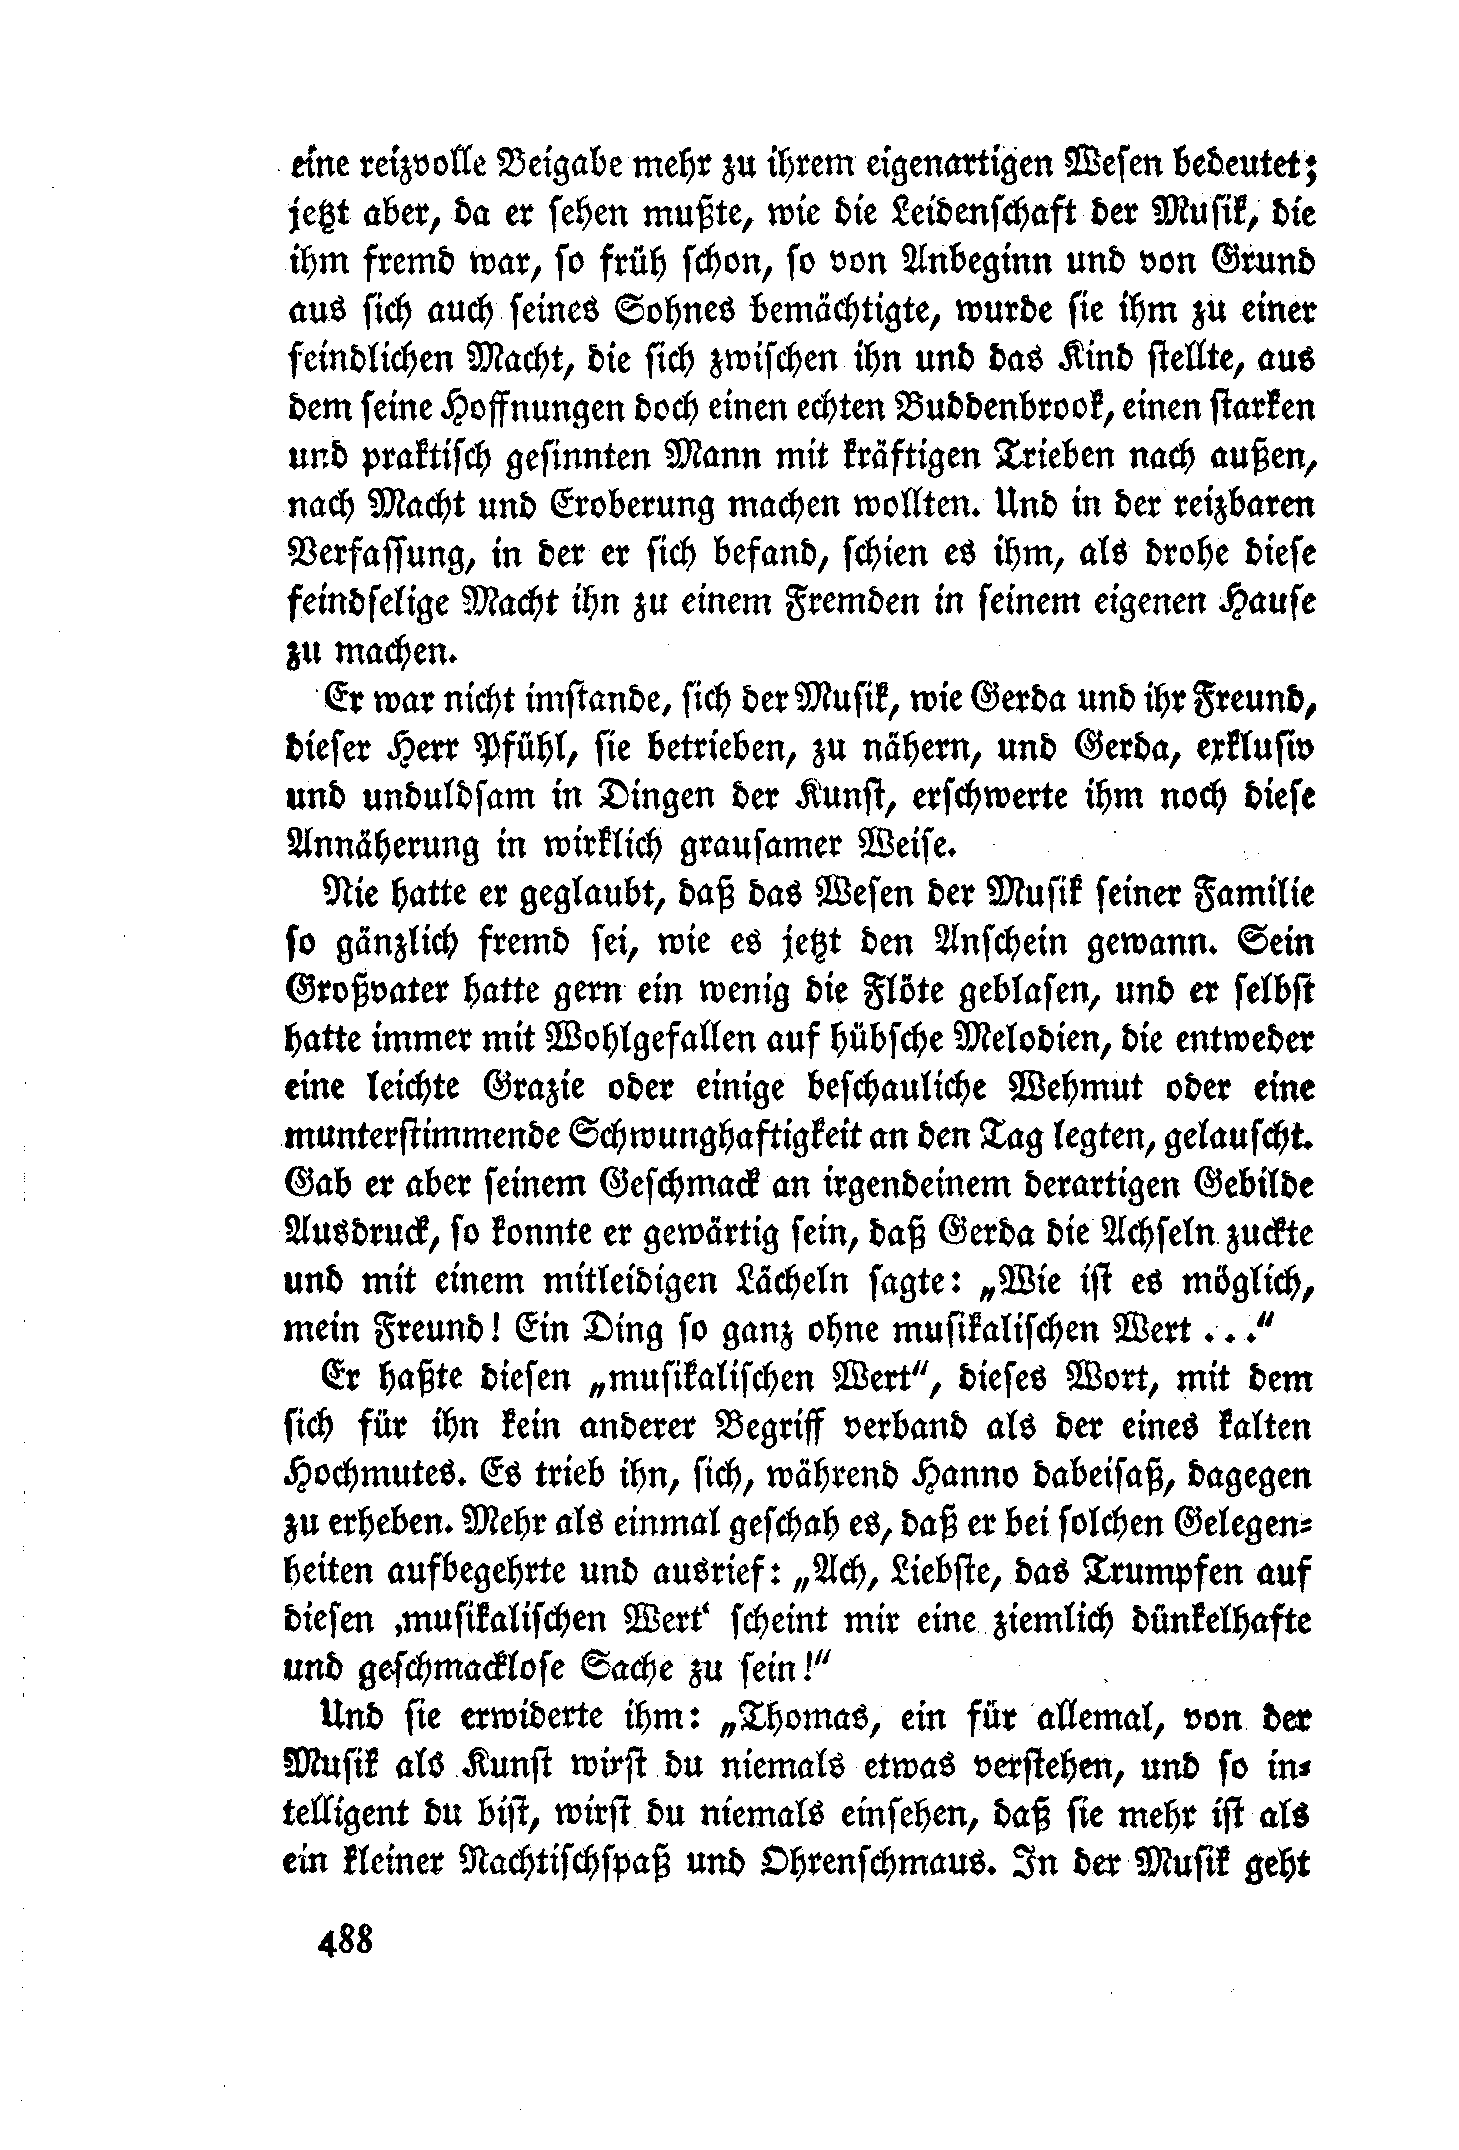 eine reizvolle Beigabe mehr zu ihrem eigenartigen Wesen bedeutet;
jetzt aber, da er sehen mußte, wie die Leidenschaft der Musik, die
ihm fremd war, so früh schon, so von Anbeginn und von Grund
aus sich auch seines Sohnes bemächtigte, wurde sie ihm zu einer
feindlichen Macht, die sich zwischen ihn und das Kind stellte, aus
dem seine Hoffnungen doch einen echten Buddenbrook, einen starken
und praktisch gesinnten Mann mit kräftigen Trieben nach außen,
nach Macht und Eroberung machen wollten. Und in der reizbaren
Verfassung, in der er sich befand, schien es ihm, als drohe diese
feindselige Macht ihn zu einem Fremden in seinem eigenen Hause
zu machen.
Er war nicht imstande, sich der Musik, wie Gerda und ihr Freund,
dieser Herr Pfühl, sie betrieben, zu nähern, und Gerda, exklusiv
und unduldsam in Dingen der Kunst, erschwerte ihm noch diese
Annäherung in wirklich grausamer Weise.
Nie hatte er geglaubt, daß das Wesen der Musik seiner Familie
so gänzlich fremd sei, wie es jetzt den Anschein gewann. Sein
Großvater hatte gern ein wenig die Flöte geblasen, und er selbst
hatte immer mit Wohlgefallen auf hübsche Melodien, die entweder
eine leichte Grazie oder einige beschauliche Wehmut oder eine
munterstimmende Schwunghaftigkeit an den Tag legten, gelauscht.
Gab er aber seinem Geschmack an irgendeinem derartigen Gebilde
Ausdruck, so konnte er gewärtig sein, daß Gerda die Achseln zuckte
und mit einem mitleidigen Lächeln sagte: „Wie ist es möglich,
mein Freund! Ein Ding so ganz ohne musikalischen Wert . . .“
Er haßte diesen „musikalischen Wert“, dieses Wort, mit dem
sich für ihn kein anderer Begriff verband als der eines kalten
Hochmutes. Es trieb ihn, sich, während Hanno dabeisaß, dagegen
zu erheben. Mehr als einmal geschah es, daß er bei solchen Gelegen-
heiten aufbegehrte und ausrief: „Ach, Liebste, das Trumpfen auf
diesen ‚musikalischen Wert‘ scheint mir eine ziemlich dünkelhafte
und geschmacklose Sache zu sein!“
Und sie erwiderte ihm: „Thomas, ein für allemal, von der
Musik als Kunst wirst du niemals etwas verstehen, und so in-
telligent du bist, wirst du niemals einsehen, daß sie mehr ist als
ein kleiner Nachtischspaß und Ohrenschmaus. In der Musik geht
488